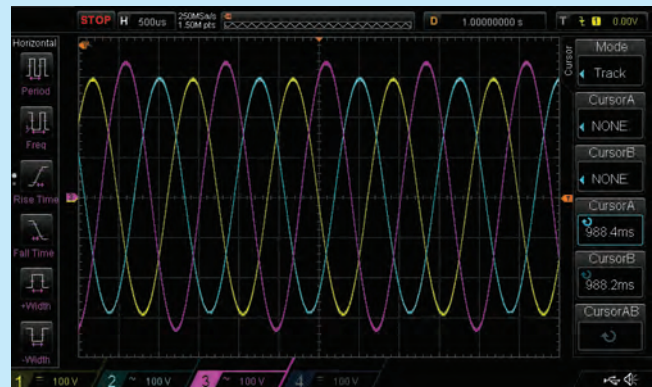 STOP H 500us 250MSa/s 1.50M pts D 1.00000000 s T 1 0.00V
Horizontal
Period
Freq
Rise Time
Fall Time
+Width
-Width
Cursor
Mode
Track
CursorA
NONE
CursorB
NONE
CursorA
988.4ms
CursorB
988.2ms
CursorAB
T
1 = 100 V 2 ~ 100 V 3 ~ 100 V 4 = 100 V